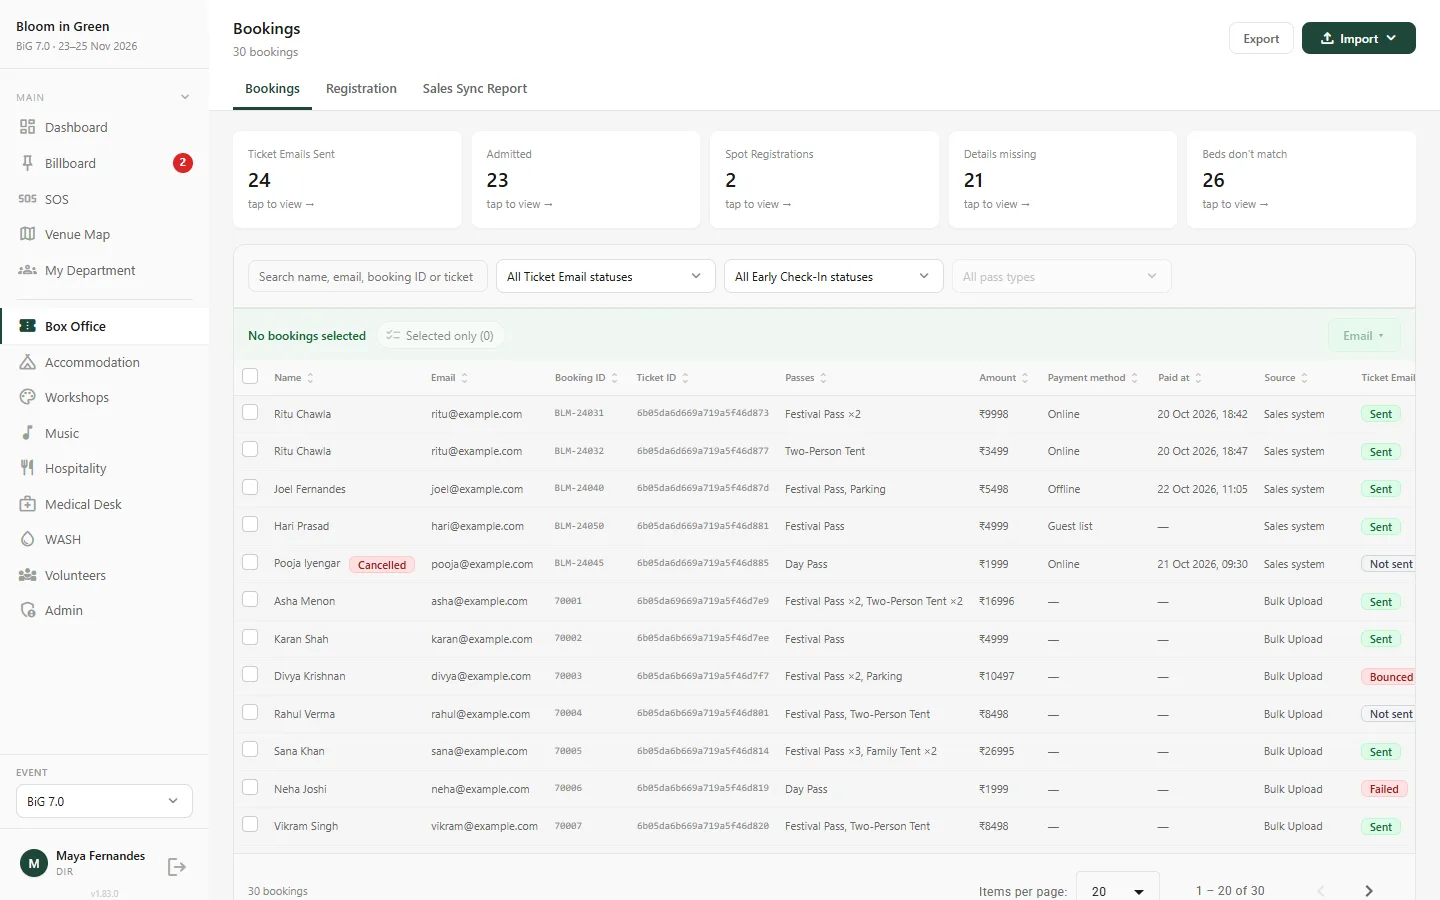 Bloom in Green
BiG 7.0 · 23–25 Nov 2026
MAIN
Dashboard
Billboard
2
SOS SOS
Venue Map
My Department
Box Office
Accommodation
Workshops
Music
Hospitality
Medical Desk
WASH
Volunteers
Admin
EVENT
BiG 7.0
M
Maya Fernandes
DIR
v1.83.0
Bookings
30 bookings
Export
Import
Bookings Registration Sales Sync Report
Ticket Emails Sent
24
tap to view →
Admitted
23
tap to view →
Spot Registrations
2
tap to view →
Details missing
21
tap to view →
Beds don't match
26
tap to view →
Search name, email, booking ID or ticket
All Ticket Email statuses
All Early Check-In statuses
All pass types
No bookings selected
Selected only (0)
Email
Name Email Booking ID Ticket ID Passes Amount Payment method Paid at Source Ticket Email
Ritu Chawla ritu@example.com BLM-24031 6b05da6d669a719a5f46d873 Festival Pass ×2 ₹9998 Online 20 Oct 2026, 18:42 Sales system Sent
Ritu Chawla ritu@example.com BLM-24032 6b05da6d669a719a5f46d877 Two-Person Tent ₹3499 Online 20 Oct 2026, 18:47 Sales system Sent
Joel Fernandes joel@example.com BLM-24040 6b05da6d669a719a5f46d87d Festival Pass, Parking ₹5498 Offline 22 Oct 2026, 11:05 Sales system Sent
Hari Prasad hari@example.com BLM-24050 6b05da6d669a719a5f46d881 Festival Pass ₹4999 Guest list — Sales system Sent
Pooja Iyengar Cancelled pooja@example.com BLM-24045 6b05da6d669a719a5f46d885 Day Pass ₹1999 Online 21 Oct 2026, 09:30 Sales system Not sent
Asha Menon asha@example.com 70001 6b05da69669a719a5f46d7e9 Festival Pass ×2, Two-Person Tent ×2 ₹16996 — — Bulk Upload Sent
Karan Shah karan@example.com 70002 6b05da6b669a719a5f46d7ee Festival Pass ₹4999 — — Bulk Upload Sent
Divya Krishnan divya@example.com 70003 6b05da6b669a719a5f46d7f7 Festival Pass ×2, Parking ₹10497 — — Bulk Upload Bounced
Rahul Verma rahul@example.com 70004 6b05da6b669a719a5f46d801 Festival Pass, Two-Person Tent ₹8498 — — Bulk Upload Not sent
Sana Khan sana@example.com 70005 6b05da6b669a719a5f46d814 Festival Pass ×3, Family Tent ×2 ₹26995 — — Bulk Upload Sent
Neha Joshi neha@example.com 70006 6b05da6b669a719a5f46d819 Day Pass ₹1999 — — Bulk Upload Failed
Vikram Singh vikram@example.com 70007 6b05da6b669a719a5f46d820 Festival Pass, Two-Person Tent ₹8498 — — Bulk Upload Sent
30 bookings
Items per page: 20 1 – 20 of 30